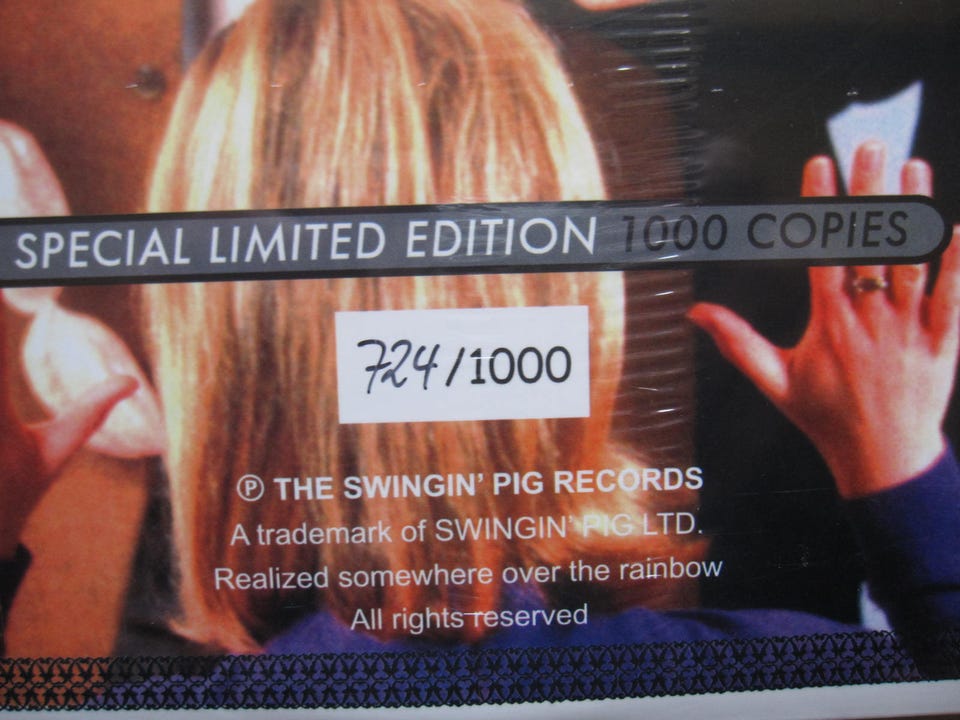 SPECIAL LIMITED EDITION 1000 COPIES
724/1000
℗ THE SWINGIN' PIG RECORDS
A trademark of SWINGIN' PIG LTD.
Realized somewhere over the rainbow
All rights reserved